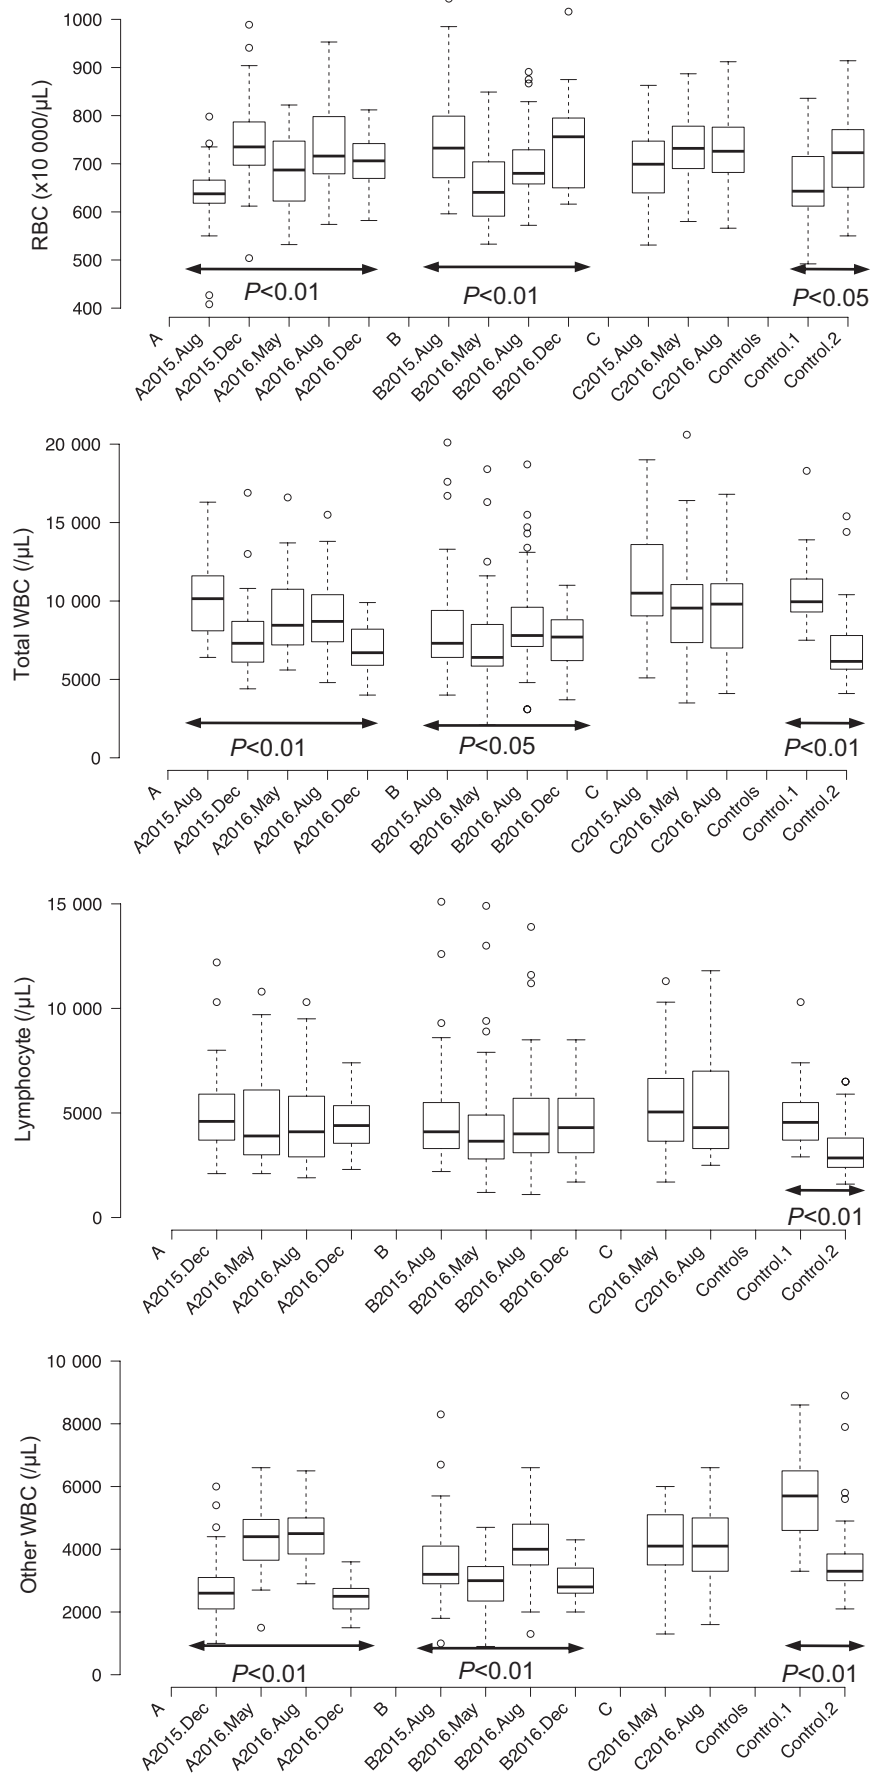 RBC (x10 000/µL)
1000
900
800
700
600
500
400
P<0.01
P<0.01
P<0.05
A
A2015.Aug
A2015.Dec
A2016.May
A2016.Aug
A2016.Dec
B
B2015.Aug
B2016.May
B2016.Aug
B2016.Dec
C
C2015.Aug
C2016.May
C2016.Aug
Controls
Control.1
Control.2
Total WBC (/µL)
20 000
15 000
10 000
5000
0
P<0.01
P<0.05
P<0.01
A
A2015.Aug
A2015.Dec
A2016.May
A2016.Aug
A2016.Dec
B
B2015.Aug
B2016.May
B2016.Aug
B2016.Dec
C
C2015.Aug
C2016.May
C2016.Aug
Controls
Control.1
Control.2
Lymphocyte (/µL)
15 000
10 000
5000
0
P<0.01
A
A2015.Dec
A2016.May
A2016.Aug
A2016.Dec
B
B2015.Aug
B2016.May
B2016.Aug
B2016.Dec
C
C2016.May
C2016.Aug
Controls
Control.1
Control.2
Other WBC (/µL)
10 000
8000
6000
4000
2000
0
P<0.01
P<0.01
P<0.01
A
A2015.Dec
A2016.May
A2016.Aug
A2016.Dec
B
B2015.Aug
B2016.May
B2016.Aug
B2016.Dec
C
C2016.May
C2016.Aug
Controls
Control.1
Control.2